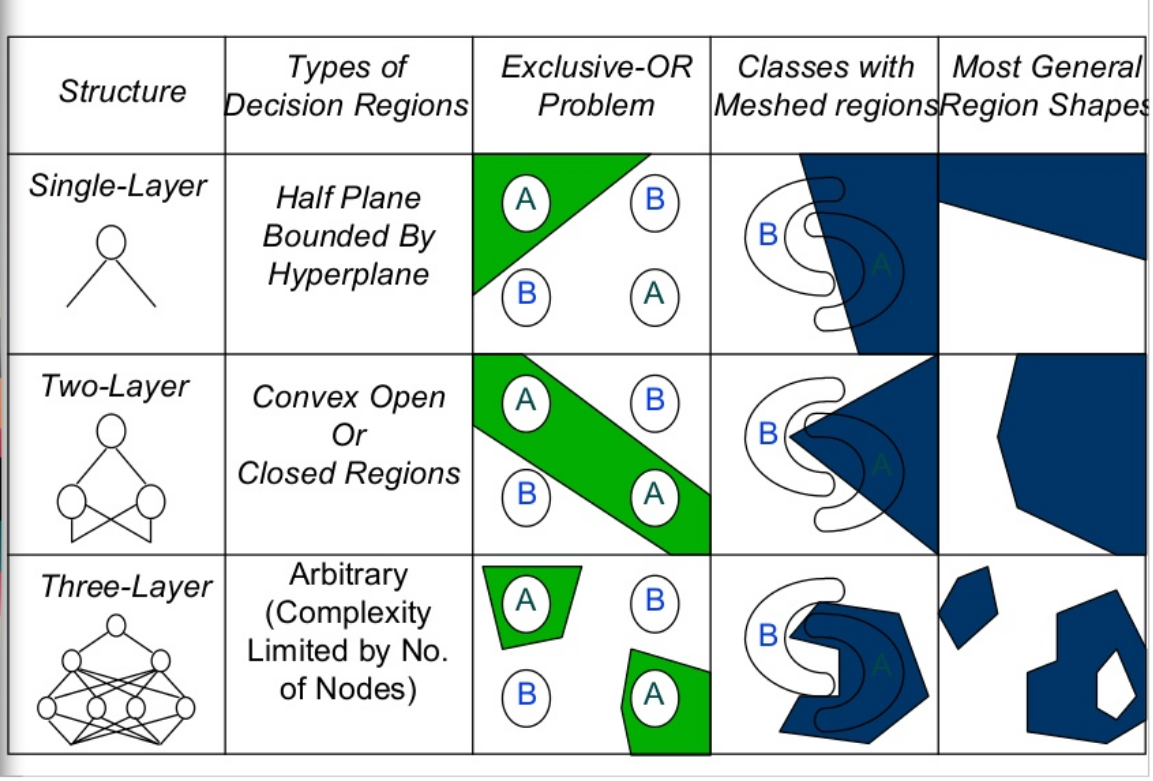 Structure
Types of
Decision Regions
Exclusive-OR
Problem
Classes with
Meshed regions
Most General
Region Shapes
Single-Layer
Half Plane
Bounded By
Hyperplane
A
B
B
A
B
A
Two-Layer
Convex Open
Or
Closed Regions
A
B
B
A
B
A
Three-Layer
Arbitrary
(Complexity
Limited by No.
of Nodes)
A
B
B
A
B
A